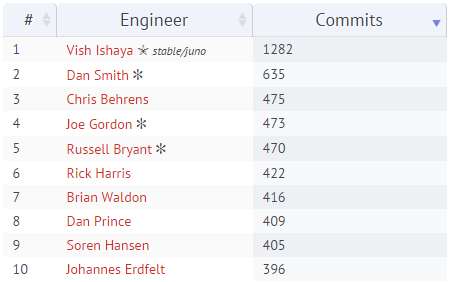 # Engineer Commits
1 Vish Ishaya ✭ stable/juno 1282
2 Dan Smith ✻ 635
3 Chris Behrens 475
4 Joe Gordon ✻ 473
5 Russell Bryant ✻ 470
6 Rick Harris 422
7 Brian Waldon 416
8 Dan Prince 409
9 Soren Hansen 405
10 Johannes Erdfelt 396